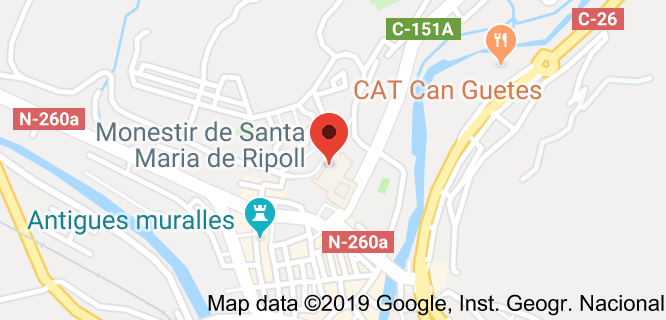 C-151A
C-26
CAT Can Guetes
N-260a
Monestir de Santa
Maria de Ripoll
Antigues muralles
N-260a
Map data ©2019 Google, Inst. Geogr. Nacional